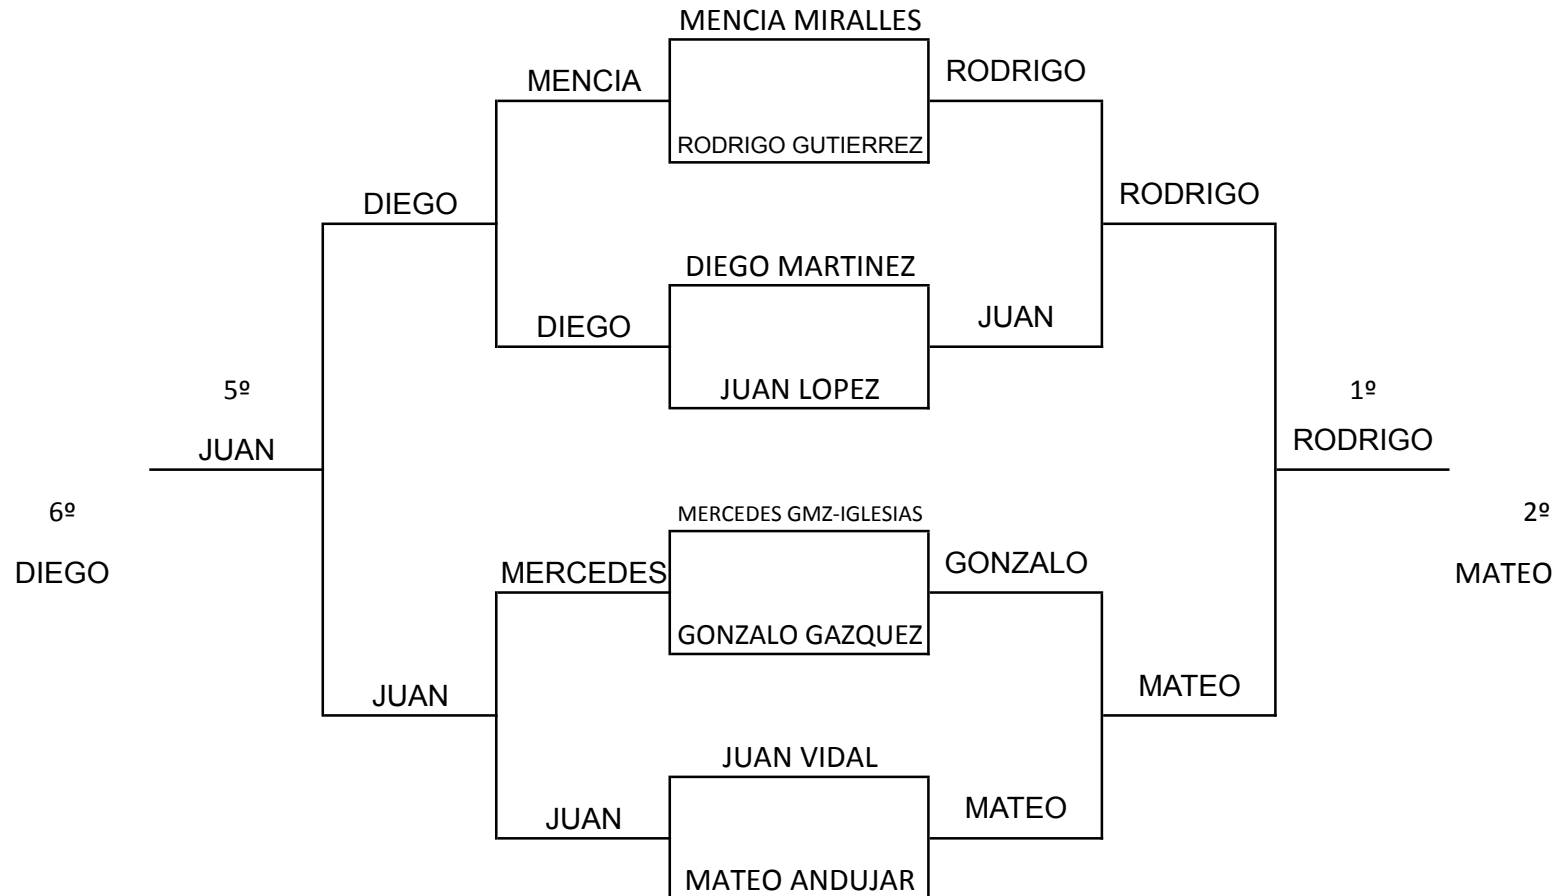 MENCIA MIRALLES
MENCIA
RODRIGO
RODRIGO GUTIERREZ
DIEGO
RODRIGO
DIEGO MARTINEZ
DIEGO
JUAN
JUAN LOPEZ
5º
1º
JUAN
RODRIGO
6º
MERCEDES GMZ-IGLESIAS
2º
DIEGO
MERCEDES
GONZALO
MATEO
GONZALO GAZQUEZ
JUAN
MATEO
JUAN VIDAL
JUAN
MATEO
MATEO ANDUJAR